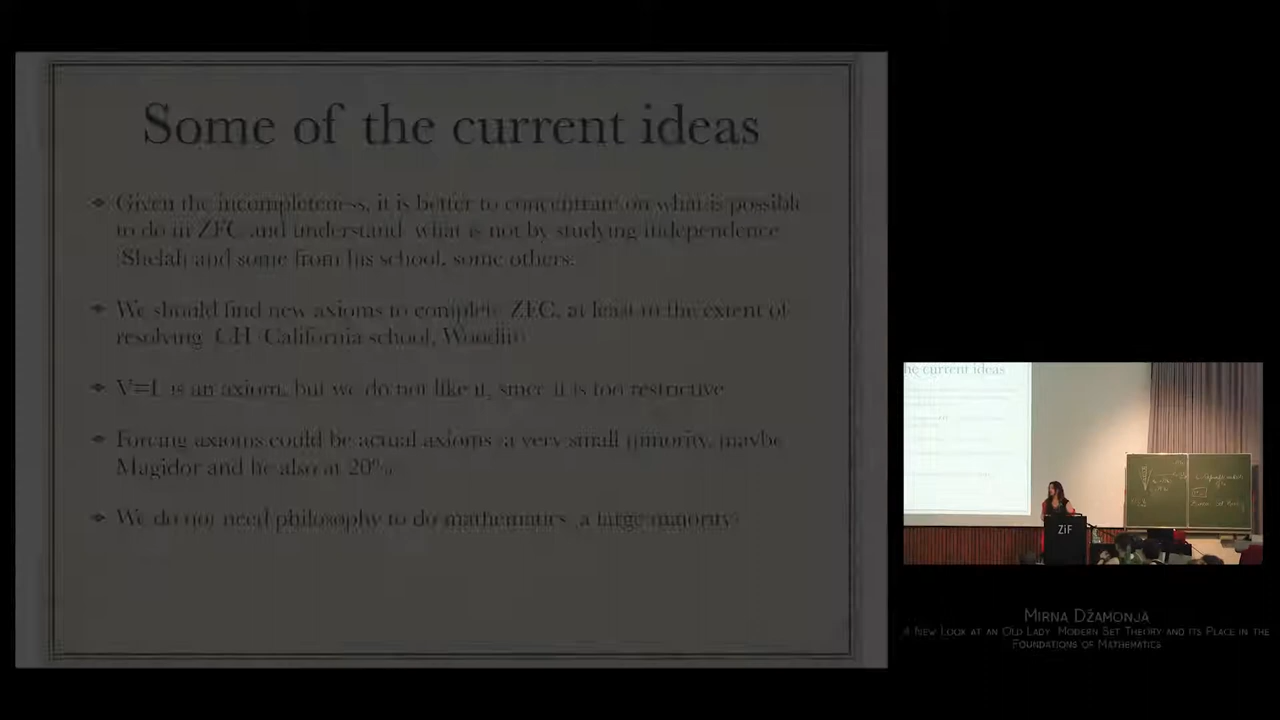 Some of the current ideas
Given the incompleteness, it is better to concentrate on what is possible
to do in ZFC and understand what is not by studying independence
(Shelah and some from his school, some others).
We should find new axioms to complete ZFC, at least to the extent of
resolving CH (California school, Woodin)
V=L is an axiom, but we do not like it, since it is too restrictive
Forcing axioms could be actual axioms (a very small minority, maybe
Magidor and he also at 20%)
We do not need philosophy to do mathematics (a large minority)
he current ideas
ZiF
Mirna Džamonja
A New Look at an Old Lady: Modern Set Theory and its Place in the
Foundations of Mathematics